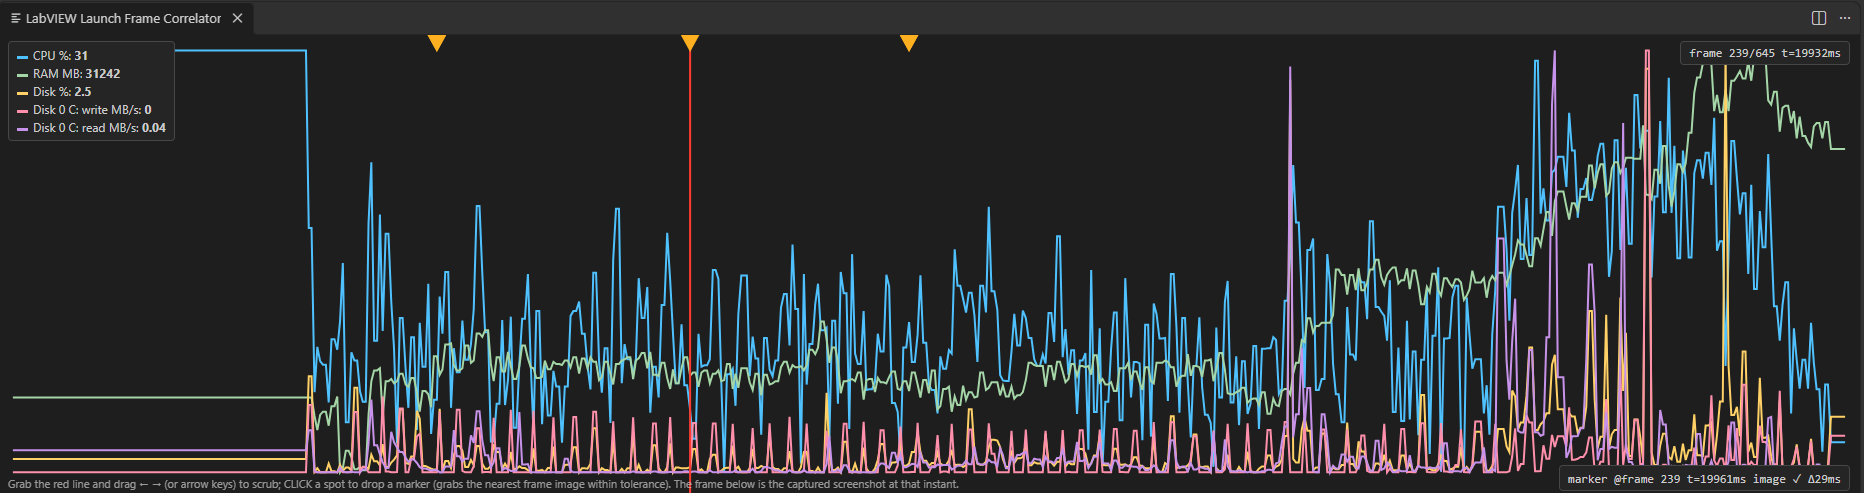 LabVIEW Launch Frame Correlator
CPU %: 31
RAM MB: 31242
Disk %: 2.5
Disk 0 C: write MB/s: 0
Disk 0 C: read MB/s: 0.04
frame 239/645 t=19932ms
Grab the red line and drag ← → (or arrow keys) to scrub; CLICK a spot to drop a marker (grabs the nearest frame image within tolerance). The frame below is the captured screenshot at that instant.
marker @frame 239 t=19961ms image ✓ Δ29ms